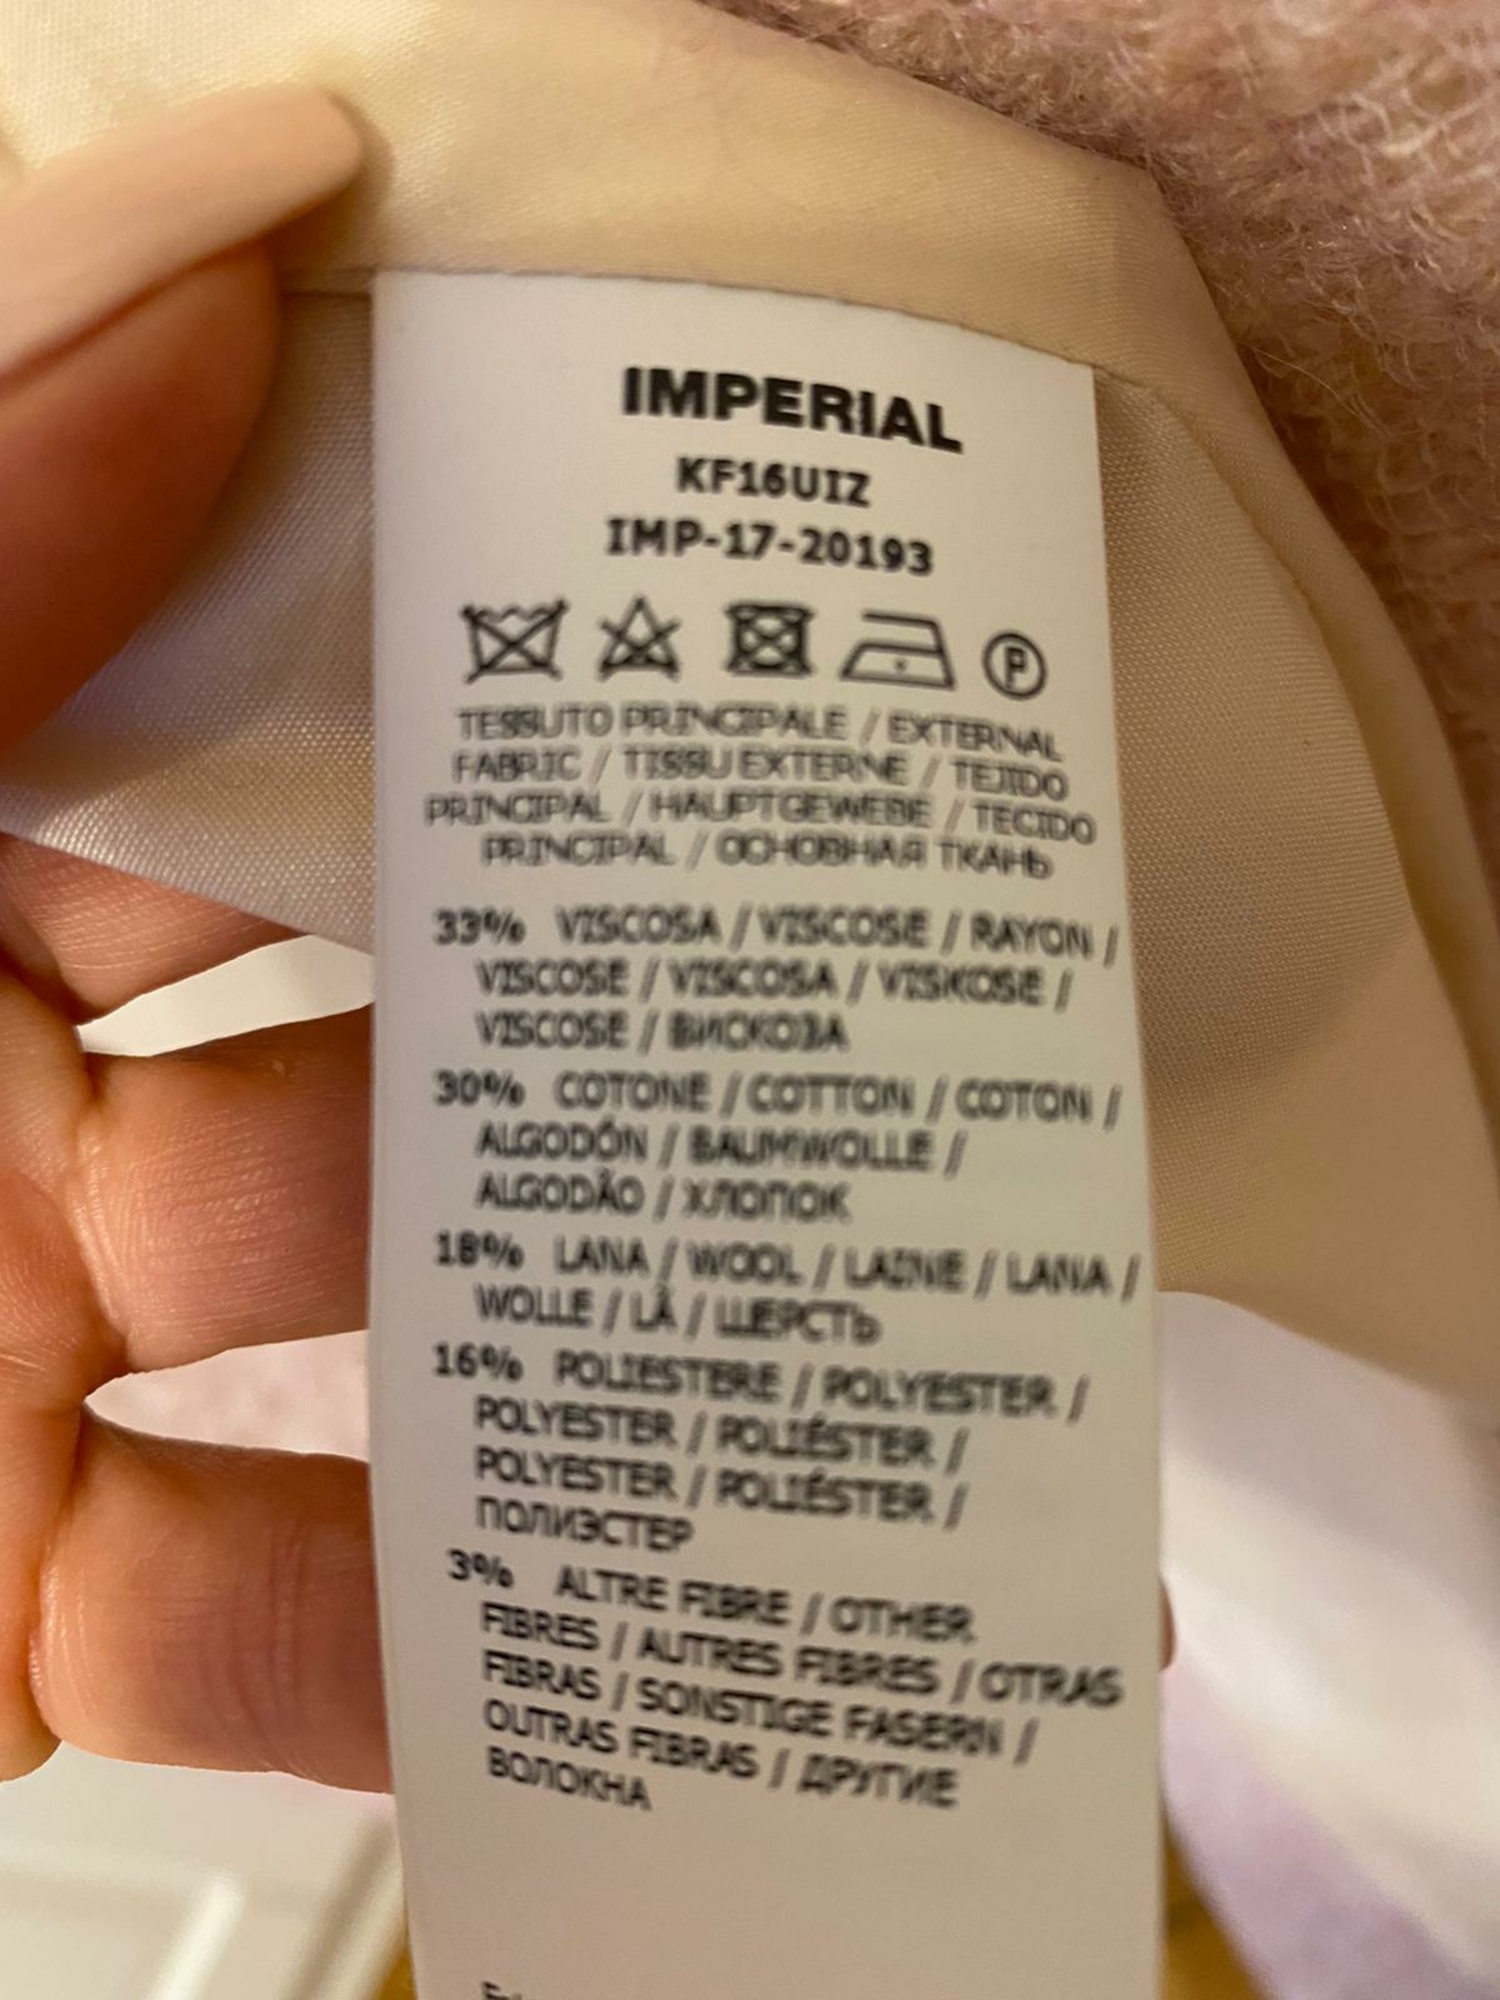 IMPERIAL
KF16UIZ
IMP-17-20193
P
TESSUTO PRINCIPALE / EXTERNAL
FABRIC / TISSU EXTERNE / TEJIDO
PRINCIPAL / HAUPTGEWEBE / TECIDO
PRINCIPAL / ОСНОВНАЯ ТКАНЬ
33% VISCOSA / VISCOSE / RAYON /
VISCOSE / VISCOSA / VISKOSE /
VISCOSE / ВИСКОЗА
30% COTONE / COTTON / COTON /
ALGODÓN / BAUMWOLLE /
ALGODÃO / ХЛОПОК
18% LANA / WOOL / LAINE / LANA /
WOLLE / LÃ / ШЕРСТЬ
16% POLIESTERE / POLYESTER /
POLYESTER / POLIÉSTER /
POLYESTER / POLIÉSTER /
ПОЛИЭСТЕР
3% ALTRE FIBRE / OTHER
FIBRES / AUTRES FIBRES / OTRAS
FIBRAS / SONSTIGE FASERN /
OUTRAS FIBRAS / ДРУГИЕ
ВОЛОКНА